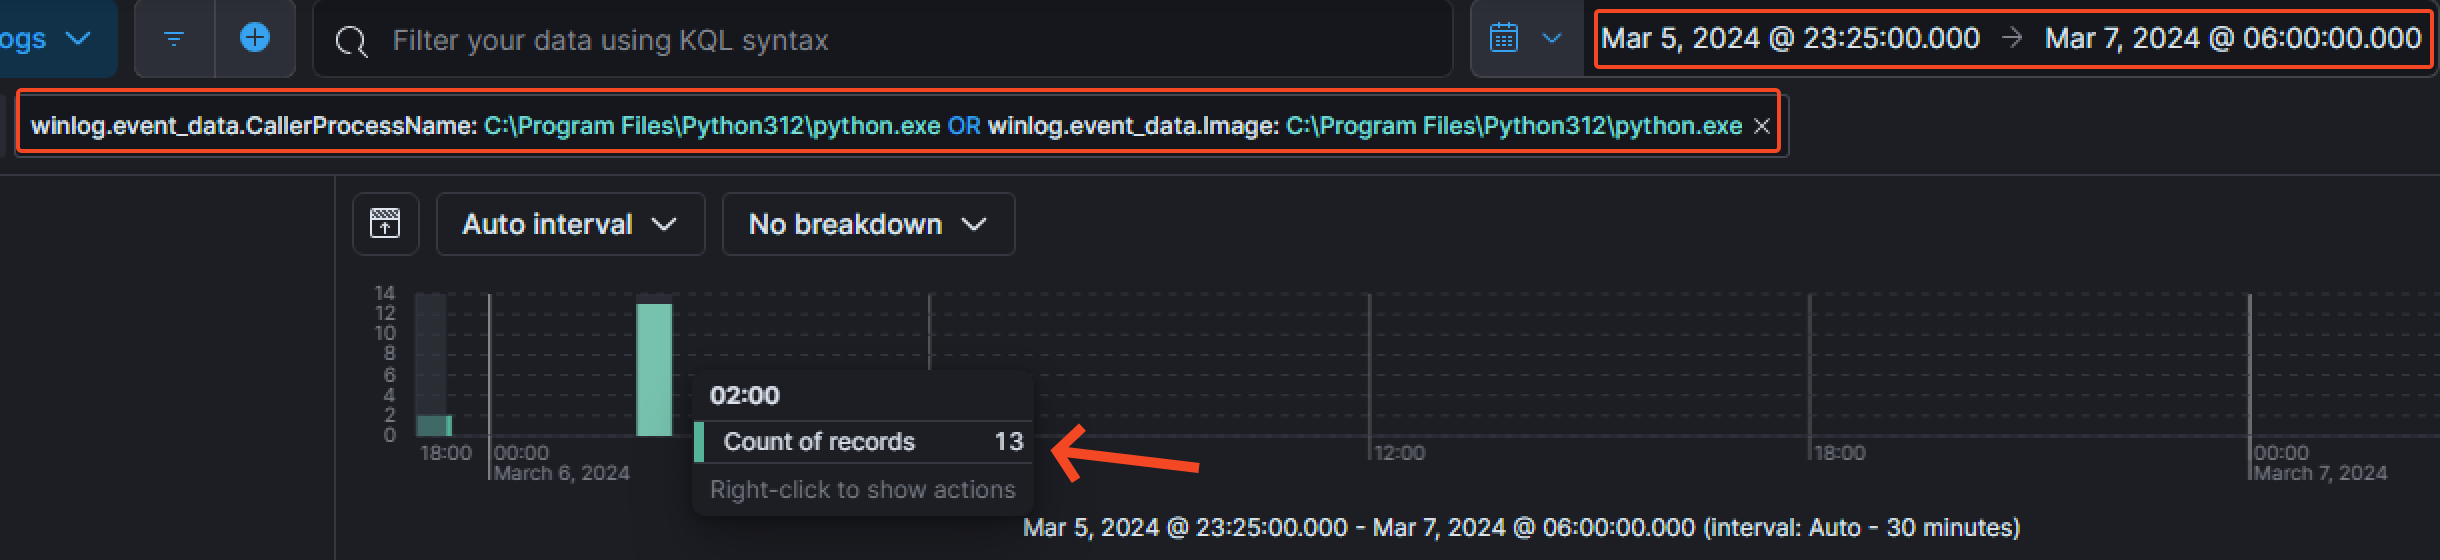 ogs
Filter your data using KQL syntax
Mar 5, 2024 @ 23:25:00.000 → Mar 7, 2024 @ 06:00:00.000
winlog.event_data.CallerProcessName: C:\Program Files\Python312\python.exe OR winlog.event_data.Image: C:\Program Files\Python312\python.exe ×
Auto interval
No breakdown
14
12
10
8
6
4
2
0
18:00
00:00
March 6, 2024
02:00
Count of records 13
Right-click to show actions
12:00
18:00
00:00
March 7, 2024
Mar 5, 2024 @ 23:25:00.000 - Mar 7, 2024 @ 06:00:00.000 (interval: Auto - 30 minutes)